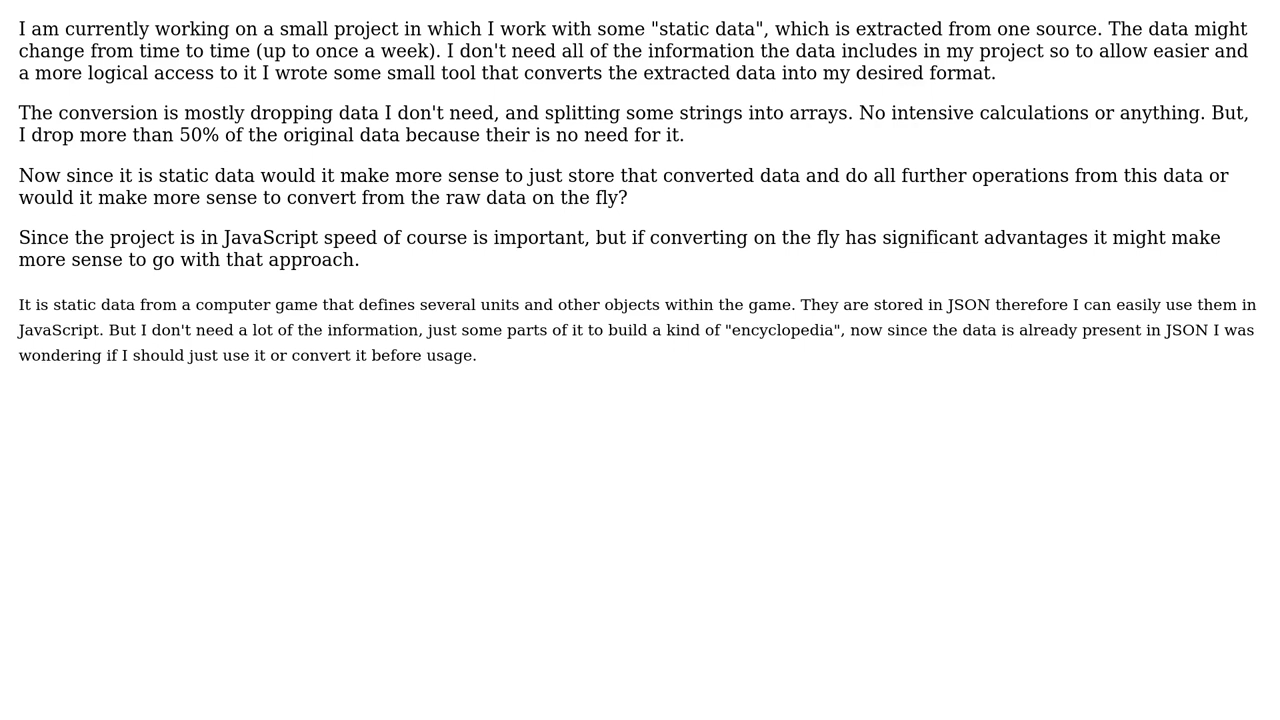 I am currently working on a small project in which I work with some "static data", which is extracted from one source. The data might
change from time to time (up to once a week). I don't need all of the information the data includes in my project so to allow easier and
a more logical access to it I wrote some small tool that converts the extracted data into my desired format.
The conversion is mostly dropping data I don't need, and splitting some strings into arrays. No intensive calculations or anything. But,
I drop more than 50% of the original data because their is no need for it.
Now since it is static data would it make more sense to just store that converted data and do all further operations from this data or
would it make more sense to convert from the raw data on the fly?
Since the project is in JavaScript speed of course is important, but if converting on the fly has significant advantages it might make
more sense to go with that approach.
It is static data from a computer game that defines several units and other objects within the game. They are stored in JSON therefore I can easily use them in
JavaScript. But I don't need a lot of the information, just some parts of it to build a kind of "encyclopedia", now since the data is already present in JSON I was
wondering if I should just use it or convert it before usage.